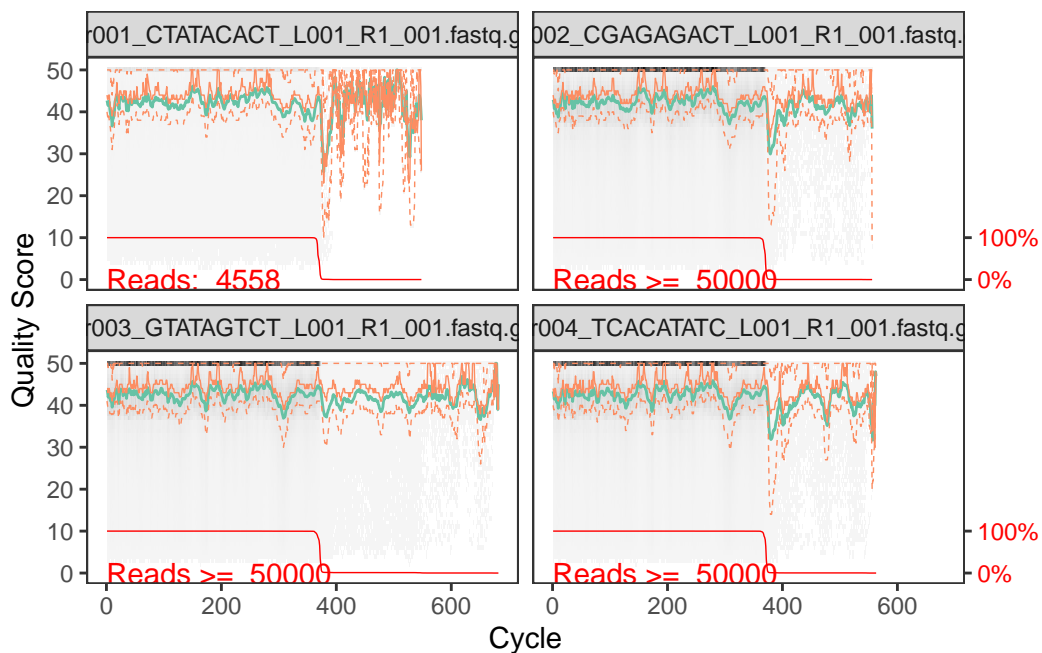 r001_CTATACACT_L001_R1_001.fastq.g
002_CGAGAGACT_L001_R1_001.fastq.
50
40
30
20
10
0
Reads: 4558
Reads >= 50000
100%
0%
r003_GTATAGTCT_L001_R1_001.fastq.g
r004_TCACATATC_L001_R1_001.fastq.g
50
40
30
20
10
0
Reads >= 50000
Reads >= 50000
100%
0%
0 200 400 600
0 200 400 600
Cycle
Quality Score